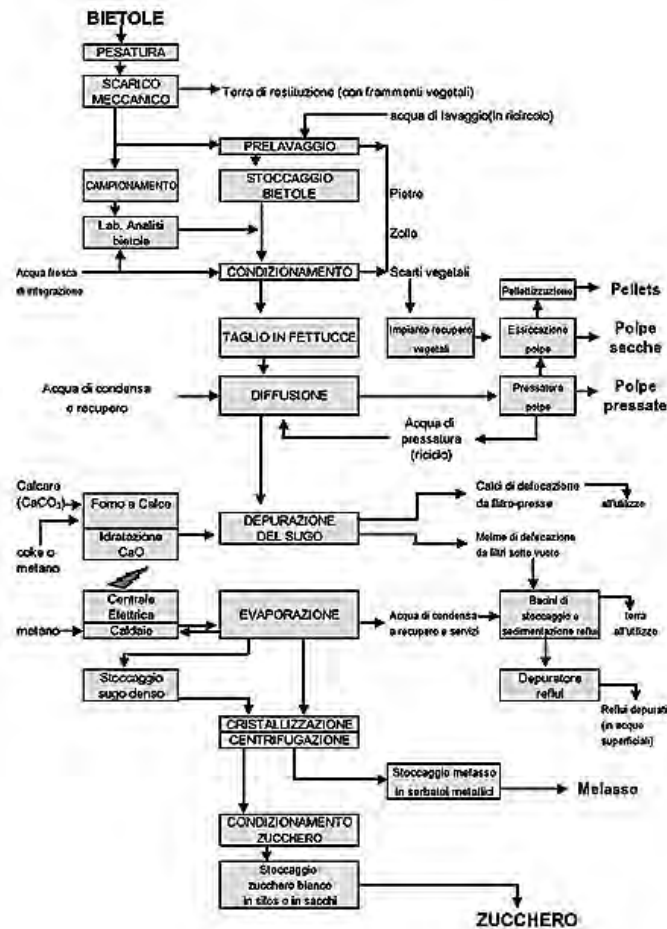 BIETOLE
PESATURA
SCARICO
MECCANICO
Terra di restituzione (con frammenti vegetali)
acqua di lavaggio(in ricircolo)
PRELAVAGGIO
CAMPIONAMENTO
STOCCAGGIO
BIETOLE
Pietre
Lab. Analisi
bietole
Zolle
Acqua fresca
di integrazione
CONDIZIONAMENTO
Scarti vegetali
Pellettizzazione
Pellets
TAGLIO IN FETTUCCE
Impianto recupero
vegetali
Essiccazione
polpe
Polpe
secche
Acqua di condensa
o recupero
DIFFUSIONE
Pressatura
polpe
Polpe
pressate
Acqua di
pressatura
(riciclo)
Calcare
(CaCO3)
Forno a Calce
Idratazione
CaO
coke o
metano
DEPURAZIONE
DEL SUGO
Calci di defecazione
da filtro-presse
all'utilizzo
Melme di defecazione
da filtri sotto vuoto
Centrale
Elettrica
Caldaie
metano
EVAPORAZIONE
Acqua di condensa
a recupero e servizi
Bacini di
stoccaggio e
sedimentazione reflui
terra
all'utilizzo
Stoccaggio
sugo denso
Depuratore
reflui
Reflui depurati
(in acque
superficiali)
CRISTALLIZZAZIONE
CENTRIFUGAZIONE
Stoccaggio melasso
in serbatoi metallici
Melasso
CONDIZIONAMENTO
ZUCCHERO
Stoccaggio
zucchero bianco
in silos o in sacchi
ZUCCHERO